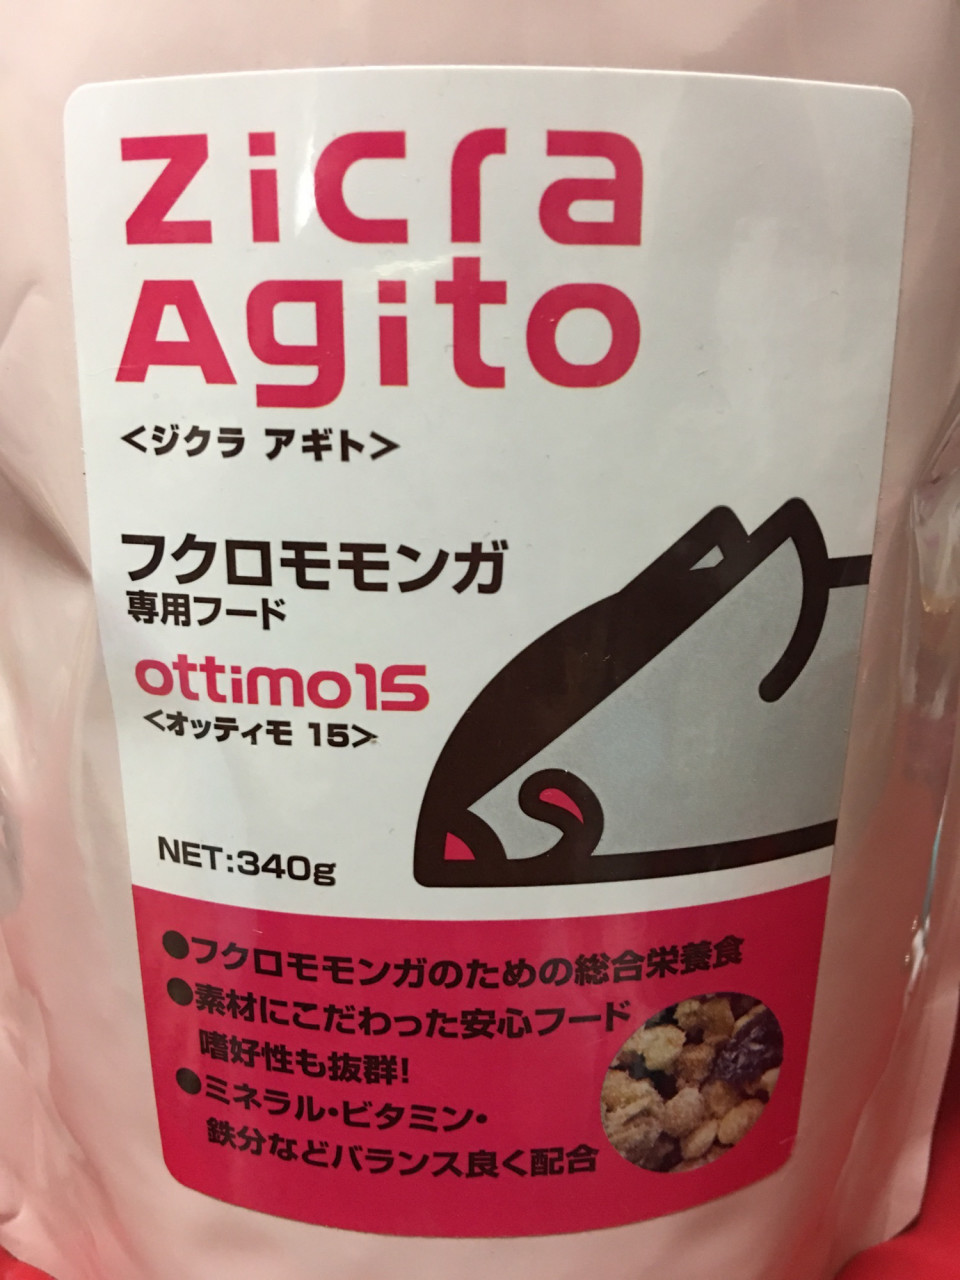 Zicra
Agito
<ジクラ アギト>
フクロモモンガ
専用フード
ottimo15
<オッティモ 15>
NET:340g
●フクロモモンガのための総合栄養食
●素材にこだわった安心フード
嗜好性も抜群!
●ミネラル・ビタミン・
鉄分などバランス良く配合